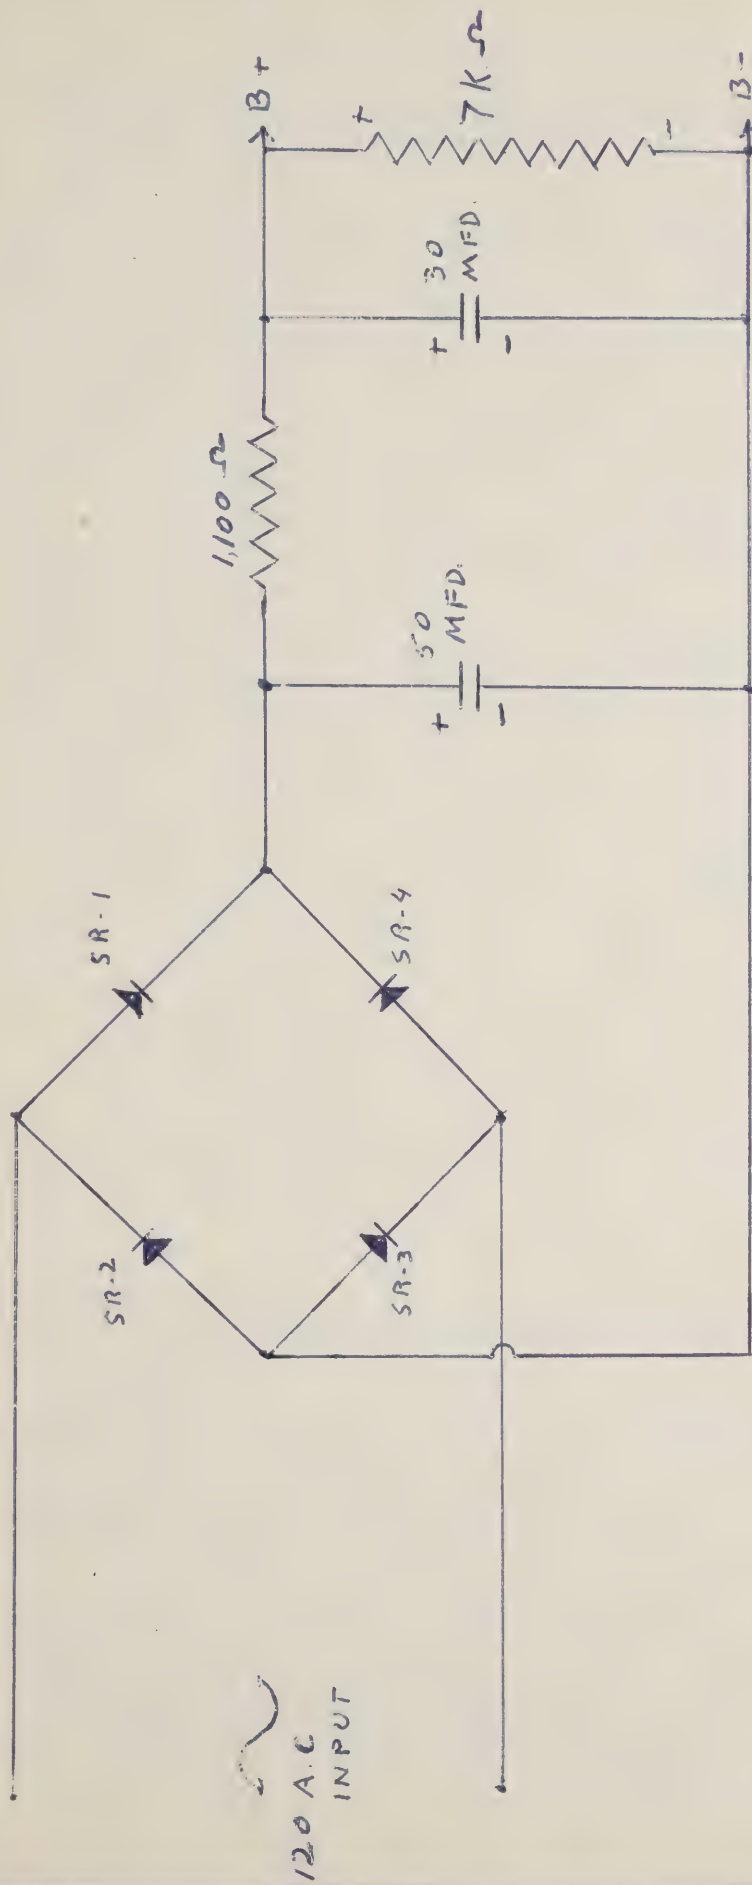 120 A.C
INPUT
SR-1
SR-2
SR-3
SR-4
1,100 Ω
50
MFD.
+
-
30
MFD.
+
-
B+
+
7K Ω
-
B-